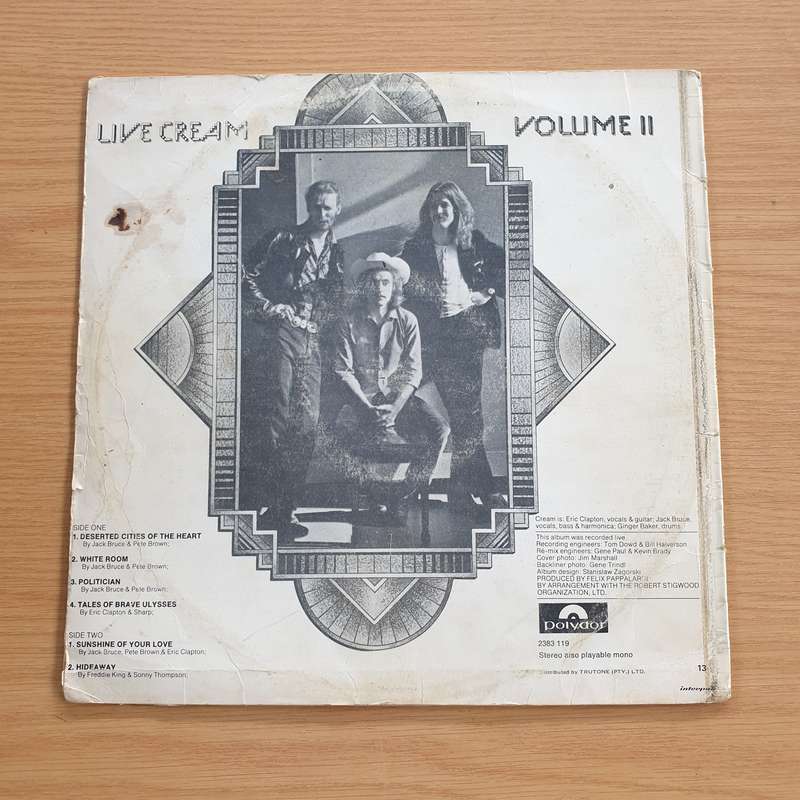 LIVE CREAM
VOLUME II
SIDE ONE
1. DESERTED CITIES OF THE HEART
By Jack Bruce & Pete Brown;
2. WHITE ROOM
By Jack Bruce & Pete Brown;
3. POLITICIAN
By Jack Bruce & Pete Brown;
4. TALES OF BRAVE ULYSSES
By Eric Clapton & Sharp;
SIDE TWO
1. SUNSHINE OF YOUR LOVE
By Jack Bruce, Pete Brown & Eric Clapton;
2. HIDEAWAY
By Freddie King & Sonny Thompson;
Cream is: Eric Clapton, vocals & guitar; Jack Bruce,
vocals, bass & harmonica; Ginger Baker, drums.
This album was recorded live
Recording engineers: Tom Dowd & Bill Halverson
Re-mix engineers: Gene Paul & Kevin Brady
Cover photo: Jim Marshall
Backliner photo: Gene Trindl
Album design: Stanislaw Zagorski
PRODUCED BY FELIX PAPPALARDI
BY ARRANGEMENT WITH THE ROBERT STIGWOOD
ORGANIZATION, LTD.
polydor
2383 119
Stereo also playable mono
Distributed by TRUTONE (PTY.) LTD.
13
interpak